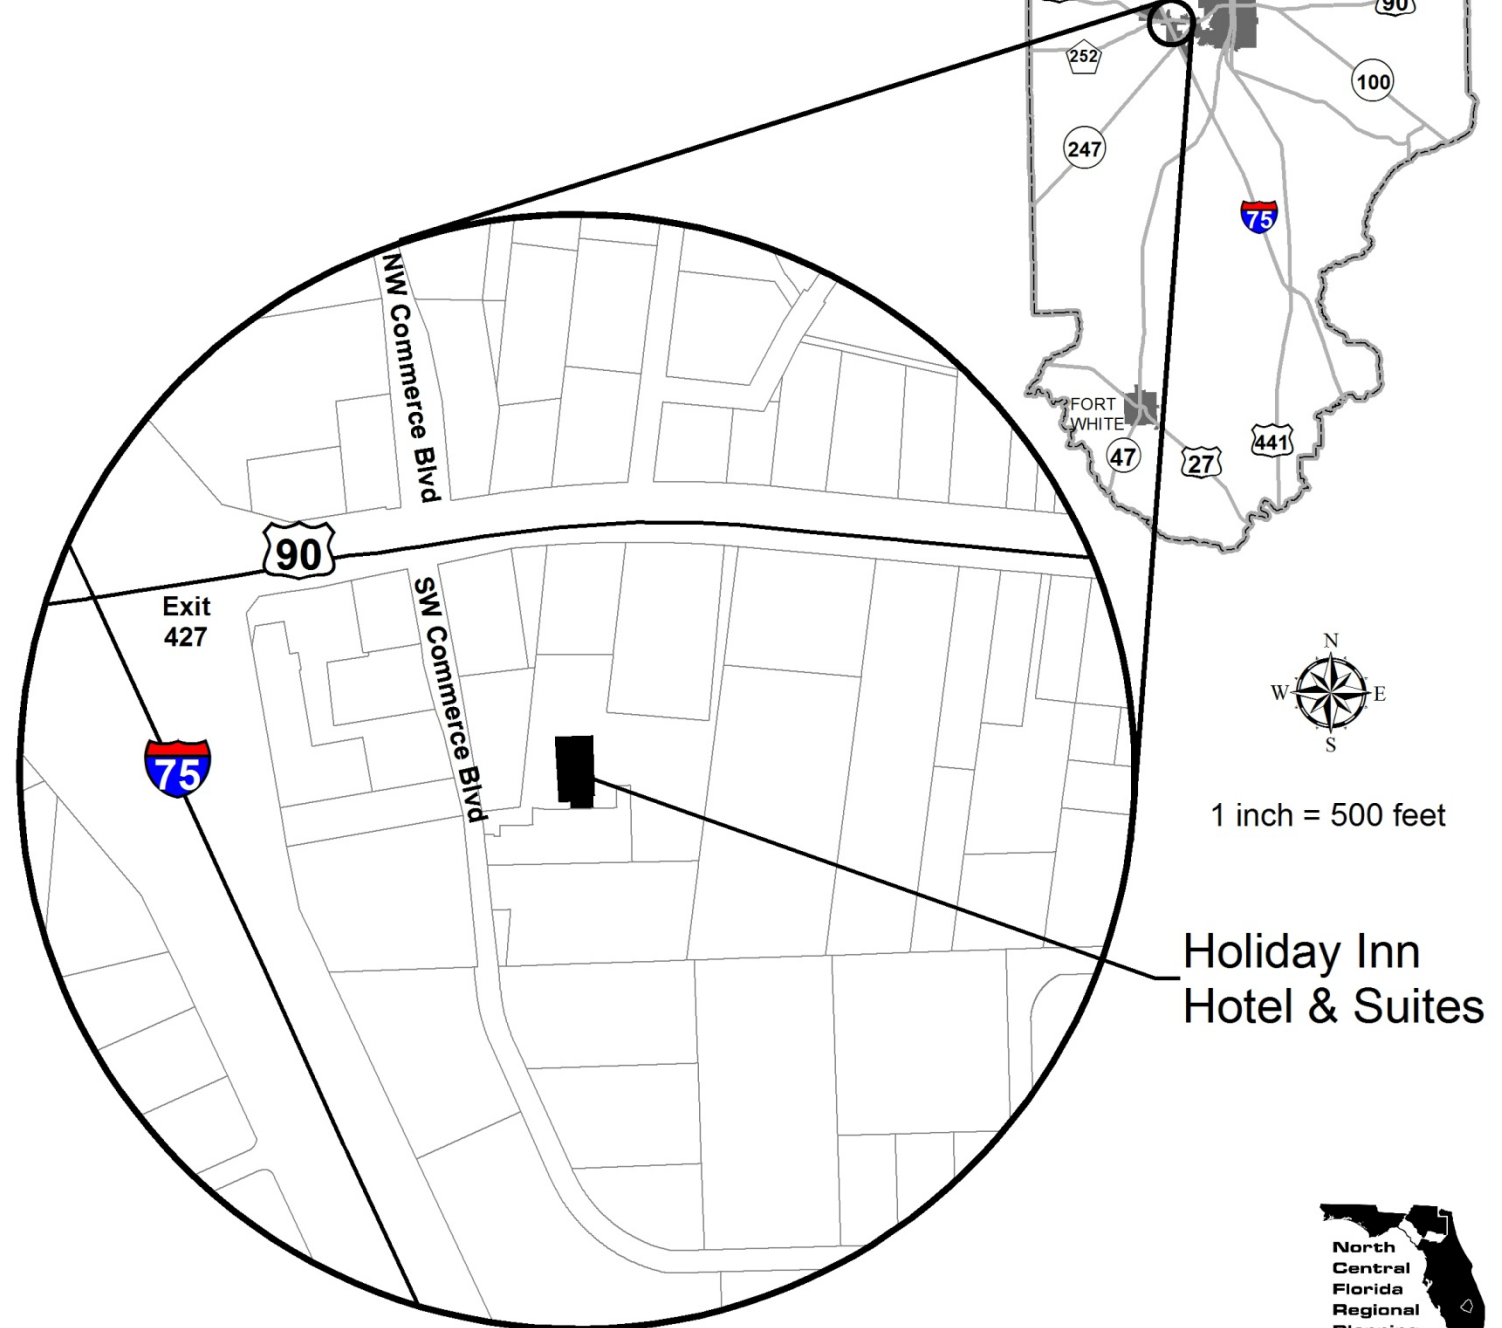 90
252
100
247
75
FORT
WHITE
47
27
441
NW Commerce Blvd
90
Exit
427
SW Commerce Blvd
75
N
W
E
S
1 inch = 500 feet
Holiday Inn
Hotel & Suites
North
Central
Florida
Regional
Planning